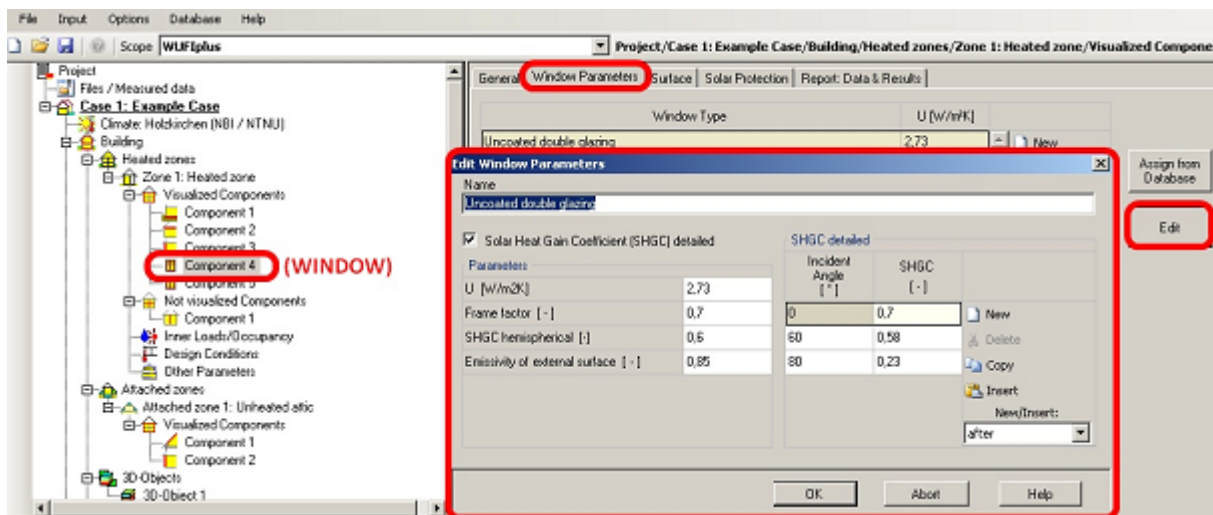 File Input Options Database Help
Scope WUFIplus Project/Case 1: Example Case/Building/Heated zones/Zone 1: Heated zone/Visualized Compone
Project
Files / Measured data
Case 1: Example Case
Climate: Holzkirchen (NBI / NTNU)
Building
Heated zones
Zone 1: Heated zone
Visualized Components
Component 1
Component 2
Component 3
Component 4 (WINDOW)
Component 5
Not visualized Components
Component 1
Inner Loads/Occupancy
Design Conditions
Other Parameters
Attached zones
Attached zone 1: Unheated attic
Visualized Components
Component 1
Component 2
3D-Objects
3D-Object 1
General Window Parameters Surface Solar Protection Report: Data & Results
Window Type U [W/m²K]
Uncoated double glazing 2,73 New
Assign from
Database
Edit
Edit Window Parameters
Name
Uncoated double glazing
Solar Heat Gain Coefficient (SHGC) detailed
Parameters
U [W/m2K] 2,73
Frame factor [ - ] 0,7
SHGC hemispherical [-] 0,6
Emissivity of external surface [ - ] 0,85
SHGC detailed
Incident
Angle
[ ° ]
SHGC
[ - ]
0 0,7
60 0,58
80 0,23
New
Delete
Copy
Insert
New/Insert:
after
OK Abort Help